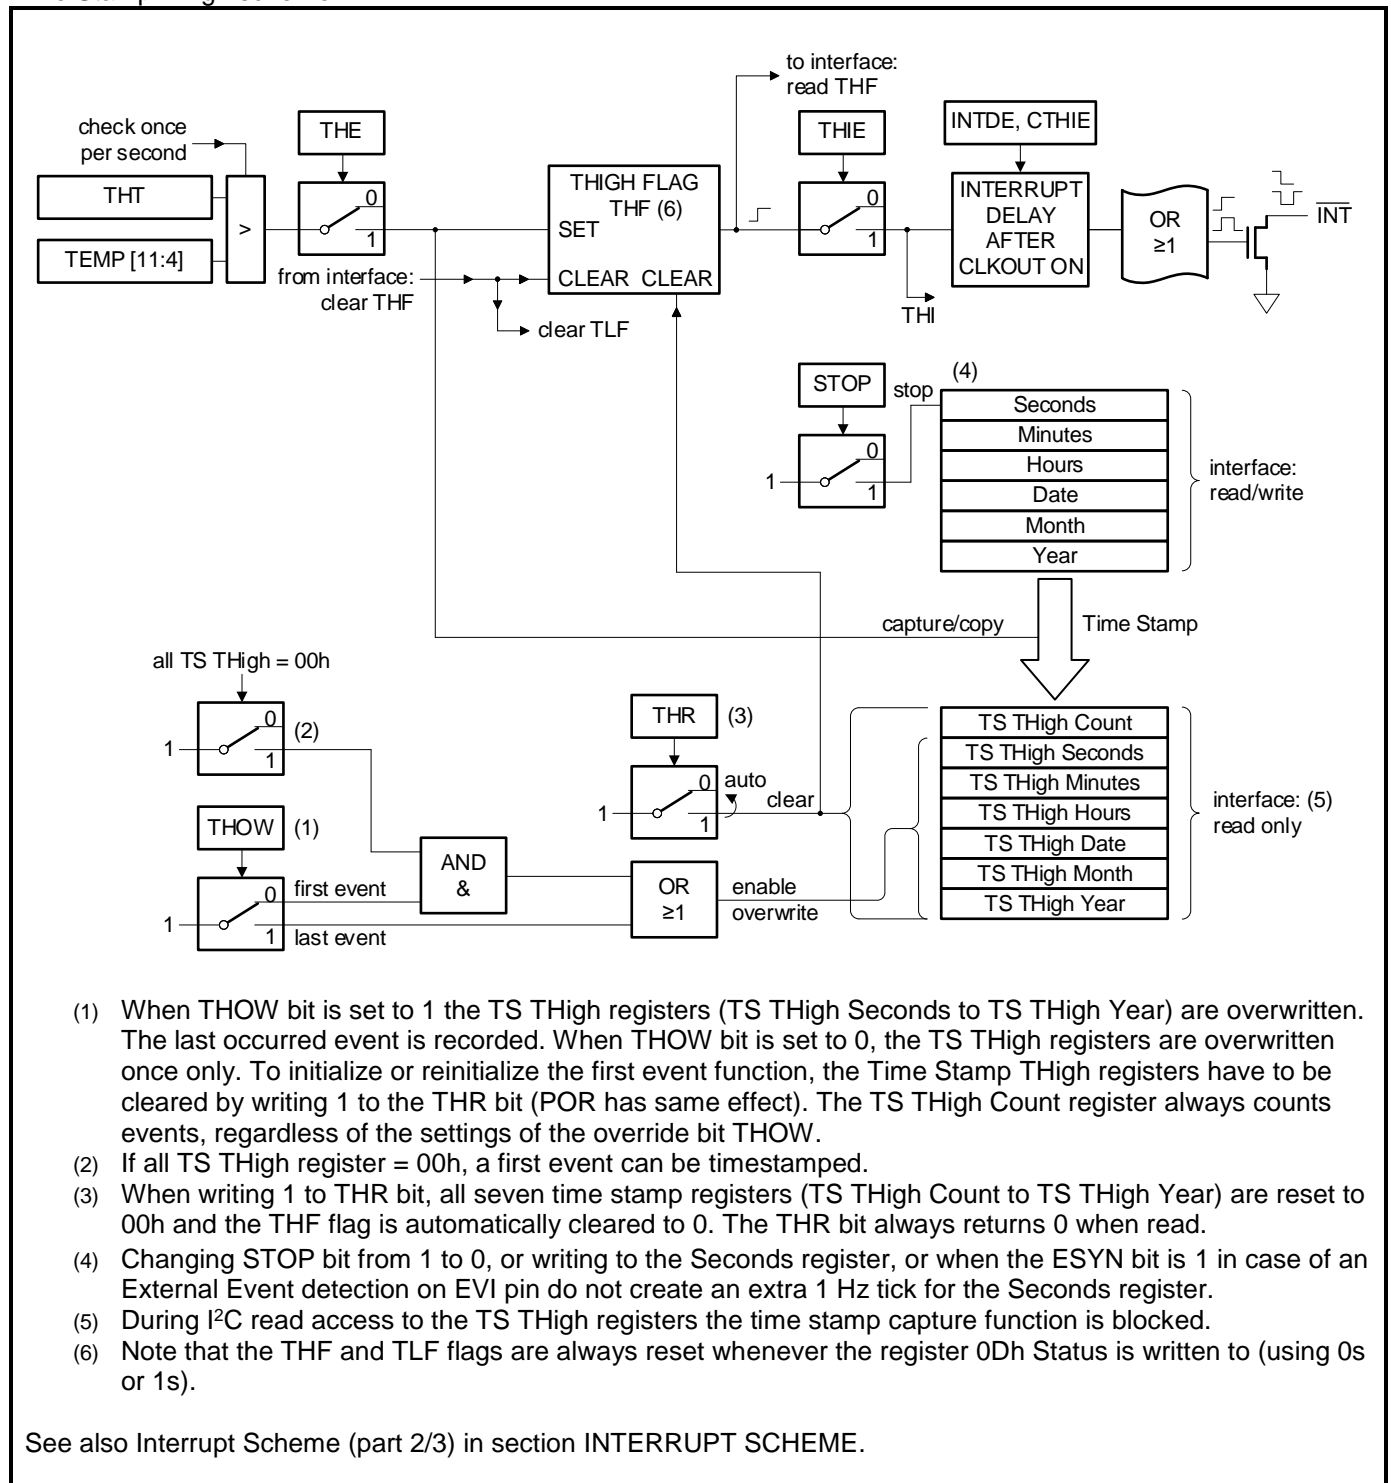 to interface:
read THF
check once
per second
THE
THIE
INTDE, CTHIE
THT
TEMP [11:4]
>
0
1
THIGH FLAG
THF (6)
SET
CLEAR CLEAR
0
1
INTERRUPT
DELAY
AFTER
CLKOUT ON
OR
≥1
INT
from interface:
clear THF
clear TLF
THI
STOP
stop
(4)
1
0
1
Seconds
Minutes
Hours
Date
Month
Year
interface:
read/write
capture/copy
Time Stamp
all TS THigh = 00h
1
0
1
(2)
THR
(3)
1
0
1
auto
clear
TS THigh Count
TS THigh Seconds
TS THigh Minutes
TS THigh Hours
TS THigh Date
TS THigh Month
TS THigh Year
interface: (5)
read only
THOW
(1)
1
0
1
first event
last event
AND
&
OR
≥1
enable
overwrite
(1) When THOW bit is set to 1 the TS THigh registers (TS THigh Seconds to TS THigh Year) are overwritten.
The last occurred event is recorded. When THOW bit is set to 0, the TS THigh registers are overwritten
once only. To initialize or reinitialize the first event function, the Time Stamp THigh registers have to be
cleared by writing 1 to the THR bit (POR has same effect). The TS THigh Count register always counts
events, regardless of the settings of the override bit THOW.
(2) If all TS THigh register = 00h, a first event can be timestamped.
(3) When writing 1 to THR bit, all seven time stamp registers (TS THigh Count to TS THigh Year) are reset to
00h and the THF flag is automatically cleared to 0. The THR bit always returns 0 when read.
(4) Changing STOP bit from 1 to 0, or writing to the Seconds register, or when the ESYN bit is 1 in case of an
External Event detection on EVI pin do not create an extra 1 Hz tick for the Seconds register.
(5) During I²C read access to the TS THigh registers the time stamp capture function is blocked.
(6) Note that the THF and TLF flags are always reset whenever the register 0Dh Status is written to (using 0s
or 1s).
See also Interrupt Scheme (part 2/3) in section INTERRUPT SCHEME.